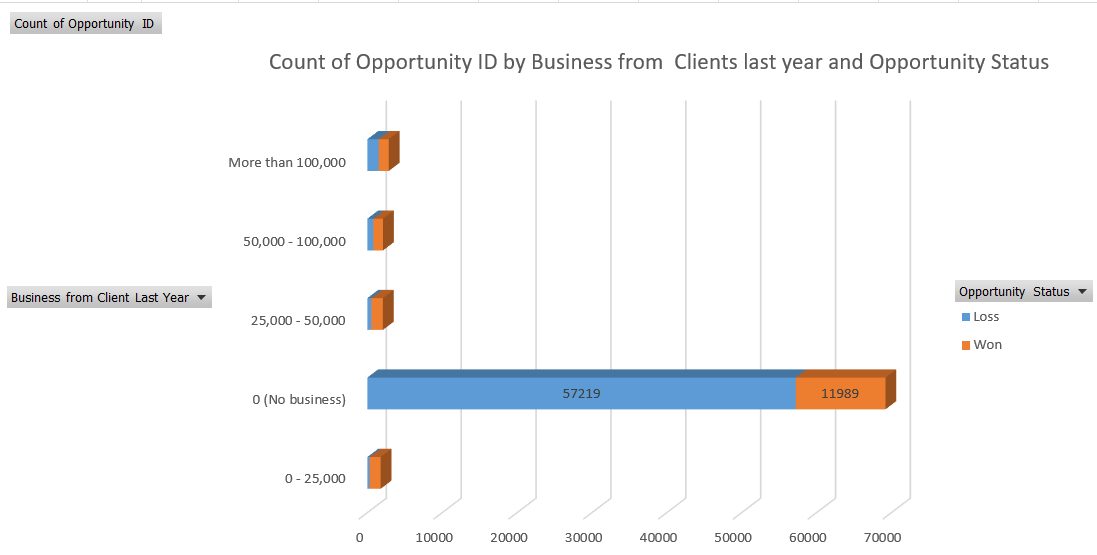 Count of Opportunity ID
Count of Opportunity ID by Business from Clients last year and Opportunity Status
More than 100,000
50,000 - 100,000
25,000 - 50,000
0 (No business)
0 - 25,000
57219
11989
Business from Client Last Year
Opportunity Status
Loss
Won
0
10000
20000
30000
40000
50000
60000
70000